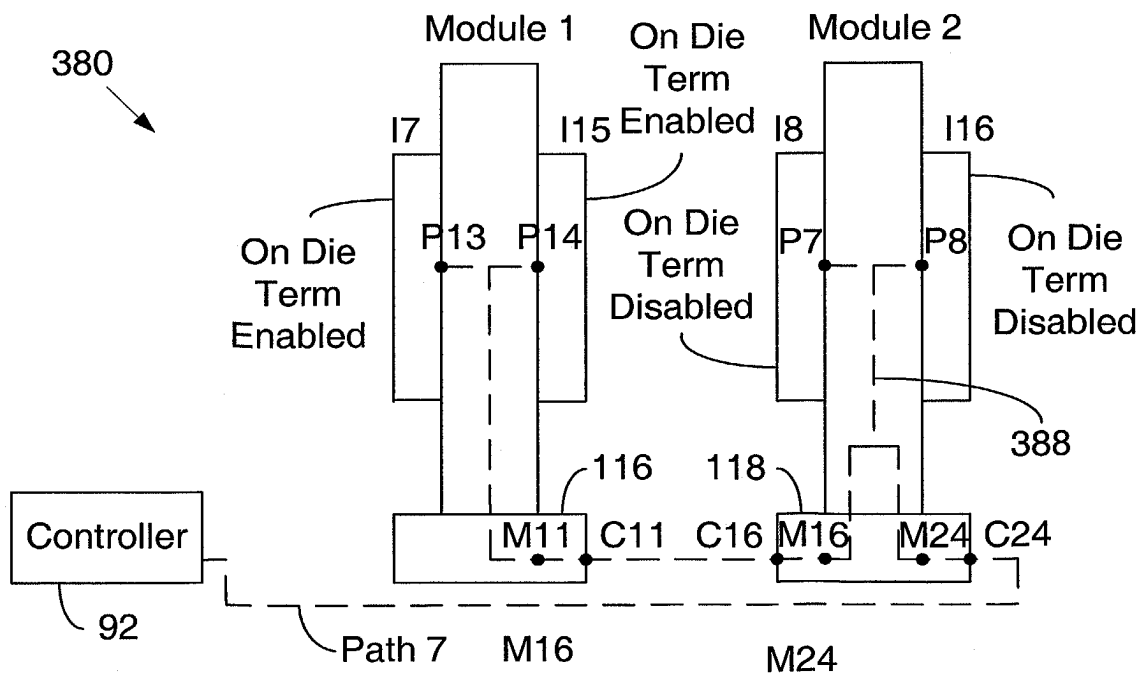 Module 1
On Die
Term
Enabled
Module 2
380
I7
I15
I8
I16
P13
P14
On Die
Term
Disabled
P7
P8
On Die
Term
Disabled
On Die
Term
Enabled
388
116
118
Controller
M11
C11
C16
M16
M24
C24
92
Path 7
M16
M24